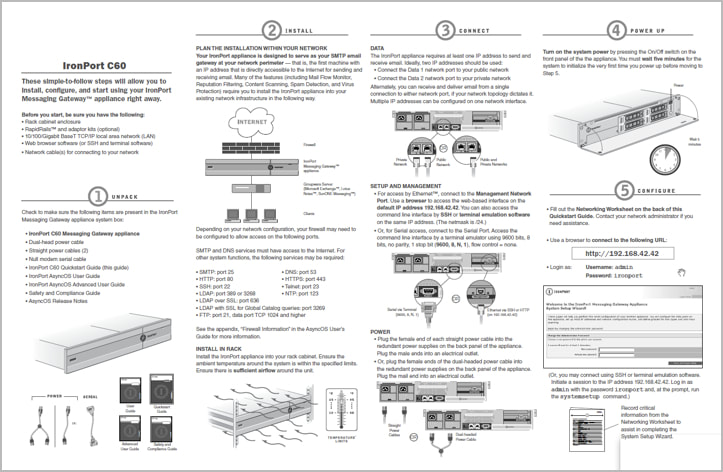 IronPort C60
These simple-to-follow steps will allow you to
Install, configure, and start using your IronPort
Messaging Gateway™ appliance right away.
Before you start, be sure you have the following:
• Rack cabinet enclosure
• RapidRails™ and adaptor kits (optional)
• 10/100/Gigabit BaseT TCP/IP local area network (LAN)
• Web browser software (or SSH and terminal software)
• Network cable(s) for connecting to your network
1 UNPACK
Check to make sure the following items are present in the IronPort
Messaging Gateway appliance system box:
• IronPort C60 Messaging Gateway appliance
• Dual-head power cable
• Straight power cables (2)
• Null modem serial cable
• IronPort C60 Quickstart Guide (this guide)
• IronPort AsyncOS User Guide
• IronPort AsyncOS Advanced User Guide
• Safety and Compliance Guide
• AsyncOS Release Notes
POWER
SERIAL
or
User
Guide
Quickstart
Guide
Advanced
User Guide
Safety and
Compliance Guide
2 INSTALL
PLAN THE INSTALLATION WITHIN YOUR NETWORK
Your IronPort appliance is designed to serve as your SMTP email
gateway at your network perimeter — that is, the first machine with
an IP address that is directly accessible to the Internet for sending and
receiving email. Many of the features (including Mail Flow Monitor,
Reputation Filtering, Content Scanning, Spam Detection, and Virus
Protection) require you to install the IronPort appliance into your
existing network infrastructure in the following way.
INTERNET
Firewall
IronPort
Messaging Gateway™
appliance
Groupware Server
(Microsoft Exchange™, Lotus
Notes™, SunONE Messaging™)
Clients
Depending on your network configuration, your firewall may need to
be configured to allow access on the following ports.
SMTP and DNS services must have access to the Internet. For
other system functions, the following services may be required:
• SMTP: port 25
• DNS: port 53
• HTTP: port 80
• HTTPS: port 443
• SSH: port 22
• Telnet: port 23
• LDAP: port 389 or 3268
• NTP: port 123
• LDAP over SSL: port 636
• LDAP with SSL for Global Catalog queries: port 3269
• FTP: port 21, data port TCP 1024 and higher
See the appendix, “Firewall Information” in the AsyncOS User’s
Guide for more information.
INSTALL IN RACK
Install the IronPort appliance into your rack cabinet. Ensure the
ambient temperature around the system is within the specified limits.
Ensure there is sufficient airflow around the unit.
TEMPERATURE
LIMITS
3 CONNECT
DATA
The IronPort appliance requires at least one IP address to send and
receive email. Ideally, two IP addresses should be used:
• Connect the Data 1 network port to your public network
• Connect the Data 2 network port to your private network
Alternatively, you can receive and deliver email from a single
connection to either network port, if your network topology dictates it.
Multiple IP addresses can be configured on one network interface.
OR
Private
Network
Public
Network
Public and
Private Networks
SETUP AND MANAGEMENT
• For access by Ethernet™, connect to the Management Network
Port. Use a browser to access the web-based interface on the
default IP address 192.168.42.42. You can also access the
command line interface by SSH or terminal emulation software
on the same IP address. (The netmask is /24.)
• Or, for Serial access, connect to the Serial Port. Access the
command line interface by a terminal emulator using 9600 bits, 8
bits, no parity, 1 stop bit (9600, 8, N, 1), flow control = none.
OR
Serial via Terminal
(9600, 8, N, 1)
Ethernet via SSH or HTTP
(on 192.168.42.42)
POWER
• Plug the female end of each straight power cable into the
redundant power supplies on the back panel of the appliance.
Plug the male ends into an electrical outlet.
• Or, plug the female ends of the dual-headed power cable into
the redundant power supplies on the back panel of the appliance.
Plug the mail end into an electrical outlet.
Straight
Power
Cables
OR
Dual-headed
Power Cable
4 POWER UP
Turn on the system power by pressing the On/Off switch on the
front panel of the the appliance. You must wait five minutes for the
system to initialize the very first time you power up before moving to
Step 5.
Power
Wait 5
minutes
5 CONFIGURE
• Fill out the Networking Worksheet on the back of this
Quickstart Guide. Contact your network administrator if you
need assistance.
• Use a browser to connect to the following URL:
http://192.168.42.42
• Login as:
Username: admin
Password: ironport
IRONPORT
Welcome to the IronPort Messaging Gateway Appliance
System Setup Wizard
(Or, you may connect using SSH or terminal emulation software.
Initiate a session to the IP address 192.168.42.42. Log in as
admin with the password ironport and, at the prompt, run
the systemsetup command.)
Record critical
information from the
Networking Worksheet to
assist in completing the
System Setup Wizard.